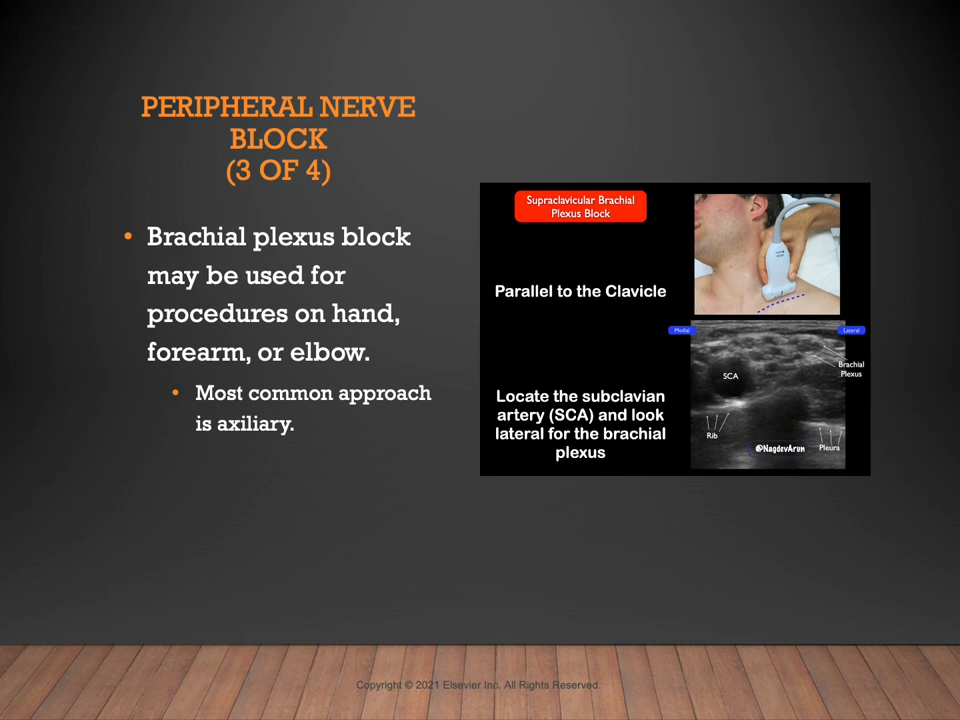 PERIPHERAL NERVE
BLOCK
(3 OF 4)
• Brachial plexus block
may be used for
procedures on hand,
forearm, or elbow.
• Most common approach
is axiliary.
Supraclavicular Brachial
Plexus Block
Parallel to the Clavicle
Medial
Lateral
Brachial
Plexus
SCA
Locate the subclavian
artery (SCA) and look
lateral for the brachial
plexus
Rib
@NagdevArun
Pleura
Copyright © 2021 Elsevier Inc. All Rights Reserved.